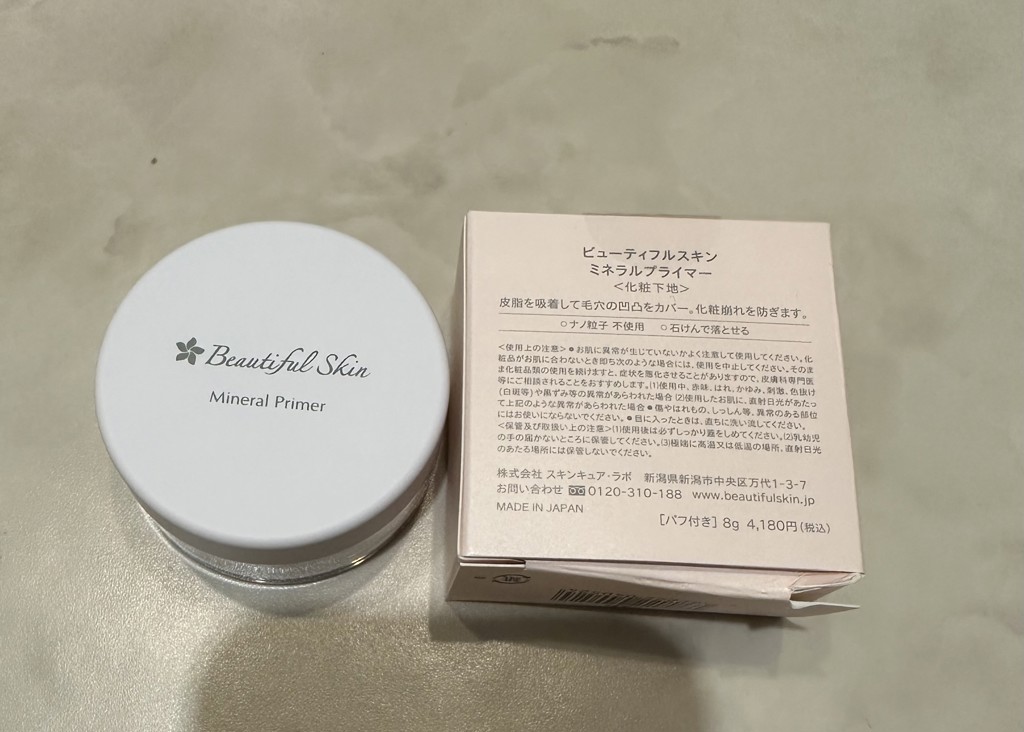 Beautiful Skin
Mineral Primer
ビューティフルスキン
ミネラルプライマー
＜化粧下地＞
皮脂を吸着して毛穴の凹凸をカバー。化粧崩れを防ぎます。
○ナノ粒子 不使用　○石けんで落とせる
＜使用上の注意＞●お肌に異常が生じていないかよく注意して使用してください。化
粧品がお肌に合わないとき即ち次のような場合には、使用を中止してください。そのまま
ま化粧品類の使用を続けますと、症状を悪化させることがありますので、皮膚科専門医
等にご相談されることをおすすめします。(1)使用中、赤味、はれ、かゆみ、刺激、色抜け
(白斑等)や黒ずみ等の異常があらわれた場合 (2)使用したお肌に、直射日光があたっ
て上記のような異常があらわれた場合●傷やはれもの、しっしん等、異常のある部位
にはお使いにならないでください。●目に入ったときは、直ちに洗い流してください。
＜保管及び取扱い上の注意＞(1)使用後は必ずしっかり蓋をしめてください。(2)乳幼児
の手の届かないところに保管してください。(3)極端に高温又は低温の場所、直射日光
のあたる場所には保管しないでください。
株式会社 スキンキュア・ラボ　新潟県新潟市中央区万代1-3-7
お問い合わせ 0120-310-188 www.beautifulskin.jp
MADE IN JAPAN
［パフ付き］8g 4,180円(税込)